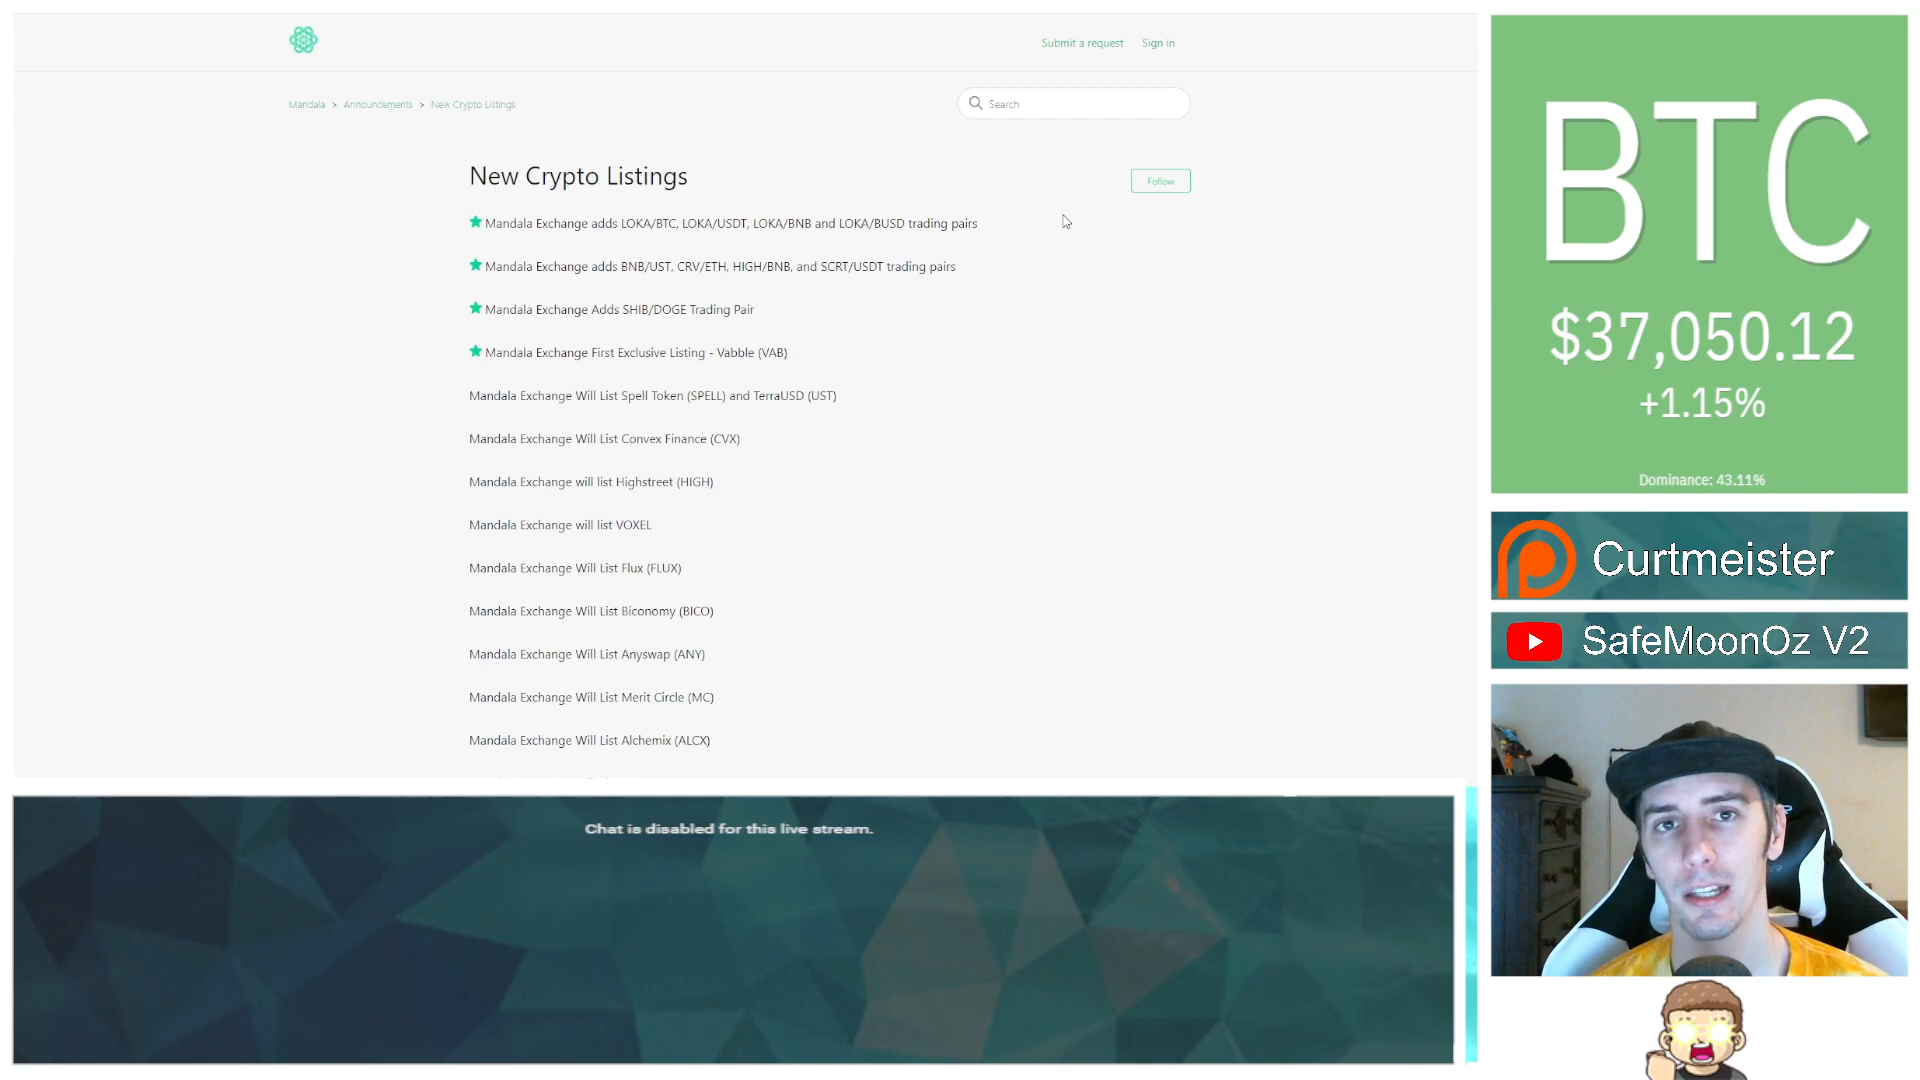 Submit a request
Sign in
Mandala > Announcements > New Crypto Listings
Search
New Crypto Listings
Follow
Mandala Exchange adds LOKA/BTC, LOKA/USDT, LOKA/BNB and LOKA/BUSD trading pairs
Mandala Exchange adds BNB/UST, CRV/ETH, HIGH/BNB, and SCRT/USDT trading pairs
Mandala Exchange Adds SHIB/DOGE Trading Pair
Mandala Exchange First Exclusive Listing - Vabble (VAB)
Mandala Exchange Will List Spell Token (SPELL) and TerraUSD (UST)
Mandala Exchange Will List Convex Finance (CVX)
Mandala Exchange will list Highstreet (HIGH)
Mandala Exchange will list VOXEL
Mandala Exchange Will List Flux (FLUX)
Mandala Exchange Will List Biconomy (BICO)
Mandala Exchange Will List Anyswap (ANY)
Mandala Exchange Will List Merit Circle (MC)
Mandala Exchange Will List Alchemix (ALCX)
Chat is disabled for this live stream.
BTC
$37,050.12
+1.15%
Dominance: 43.11%
Curtmeister
SafeMoonOz V2